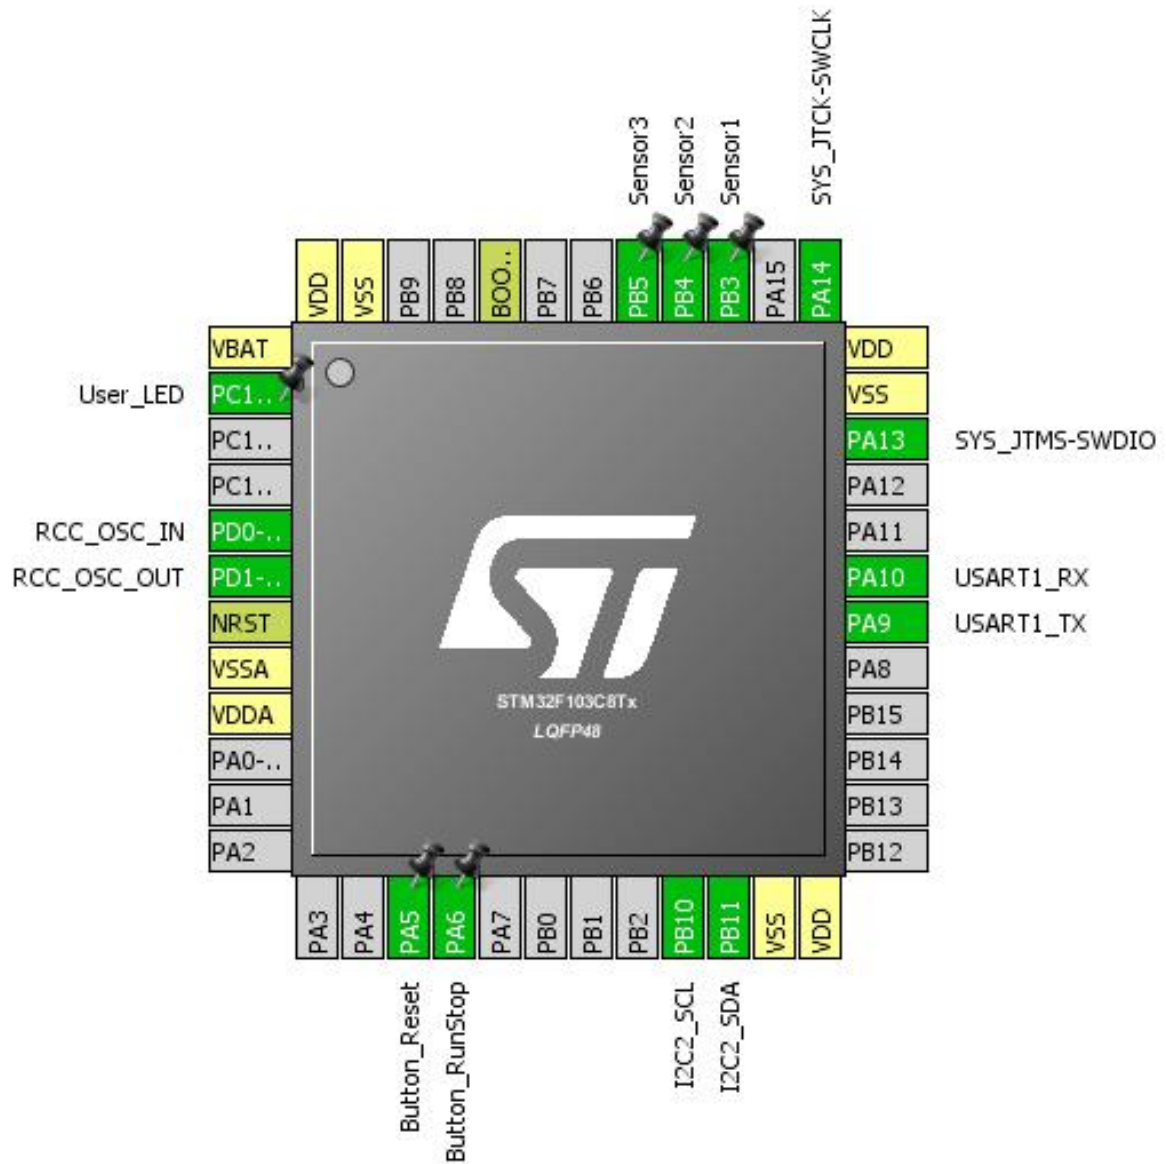 SYS_JTCK-SWCLK
Sensor3
Sensor2
Sensor1
VDD
VSS
PB9
PB8
BOO..
PB7
PB6
PB5
PB4
PB3
PA15
PA14
VBAT
User_LED PC1..
PC1..
PC1..
RCC_OSC_IN PD0-..
RCC_OSC_OUT PD1-..
NRST
VSSA
VDDA
PA0-..
PA1
PA2
VDD
VSS
PA13 SYS_JTMS-SWDIO
PA12
PA11
PA10 USART1_RX
PA9 USART1_TX
PA8
PB15
PB14
PB13
PB12
ST
STM32F103C8Tx
LQFP48
PA3
PA4
PA5
PA6
PA7
PB0
PB1
PB2
PB10
PB11
VSS
VDD
Button_Reset
Button_RunStop
I2C2_SCL
I2C2_SDA